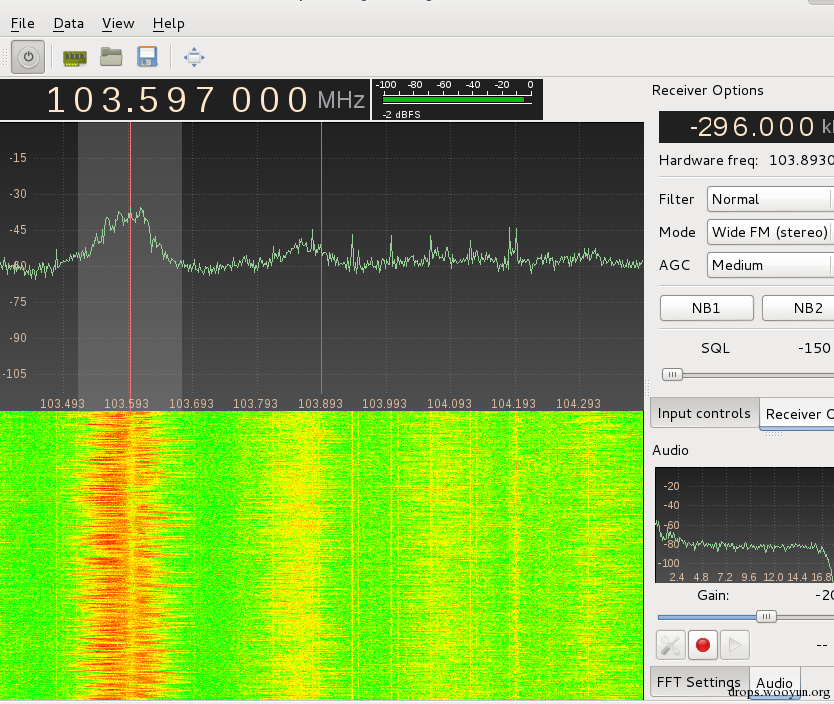 File Data View Help
103.597 000 MHz
-100 -80 -60 -40 -20 0
-2 dBFS
-15
-30
-45
-60
-75
-90
-105
103.493 103.593 103.693 103.793 103.893 103.993 104.093 104.193 104.293
Receiver Options
-296.000 k
Hardware freq: 103.8930
Filter Normal
Mode Wide FM (stereo)
AGC Medium
NB1 NB2
SQL -150
Input controls Receiver O
Audio
-20
-40
-60
-80
-100
2.4 4.8 7.2 9.6 12.0 14.4 16.8
Gain: -20
--
FFT Settings Audio
drops.wooyun.org